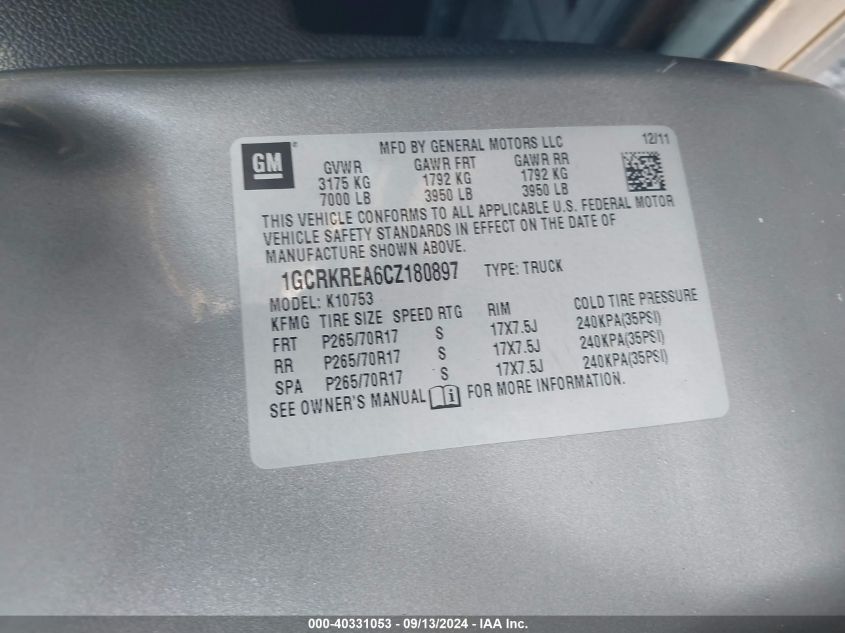 GM
MFD BY GENERAL MOTORS LLC 12/11
GVWR GAWR FRT GAWR RR
3175 KG 1792 KG 1792 KG
7000 LB 3950 LB 3950 LB
THIS VEHICLE CONFORMS TO ALL APPLICABLE U.S. FEDERAL MOTOR
VEHICLE SAFETY STANDARDS IN EFFECT ON THE DATE OF
MANUFACTURE SHOWN ABOVE.
1GCRKREA6CZ180897 TYPE: TRUCK
MODEL: K10753
KFMG TIRE SIZE SPEED RTG RIM COLD TIRE PRESSURE
FRT P265/70R17 S 17X7.5J 240KPA(35PSI)
RR P265/70R17 S 17X7.5J 240KPA(35PSI)
SPA P265/70R17 S 17X7.5J 240KPA(35PSI)
SEE OWNER'S MANUAL i FOR MORE INFORMATION.
000-40331053 - 09/13/2024 - IAA Inc.